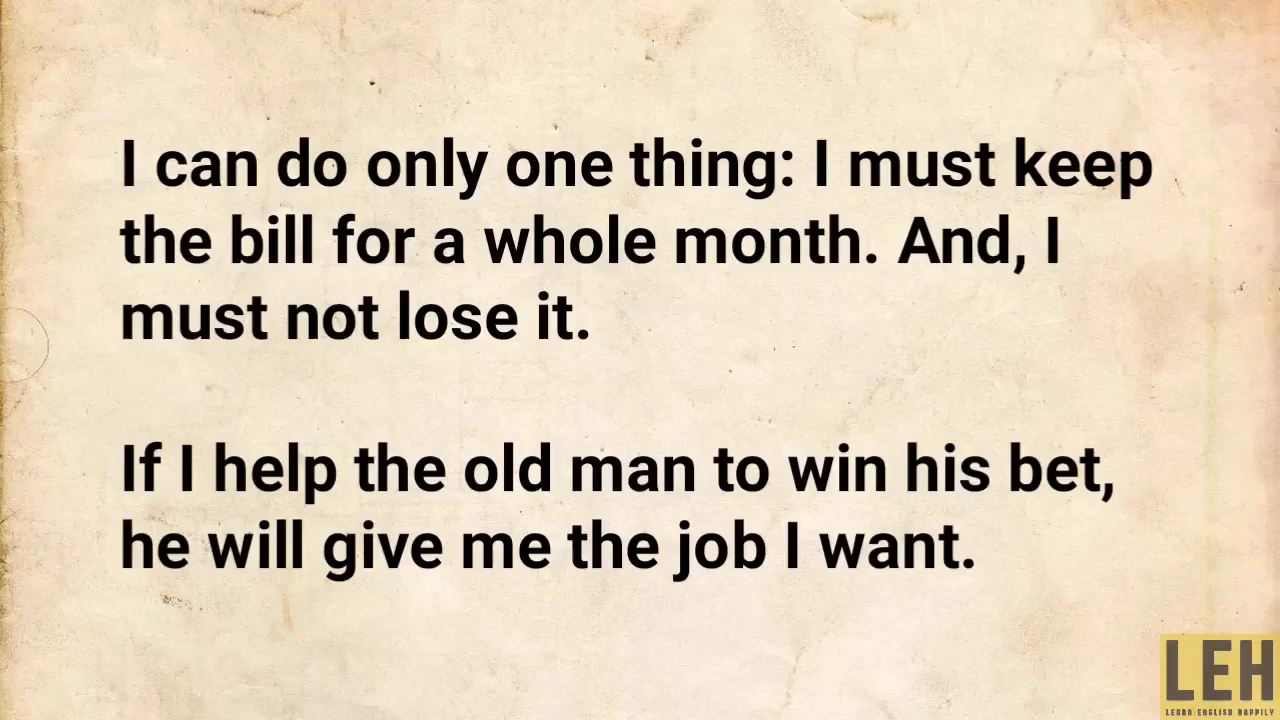 I can do only one thing: I must keep
the bill for a whole month. And, I
must not lose it.
If I help the old man to win his bet,
he will give me the job I want.
LEH
LEARN ENGLISH HAPPILY